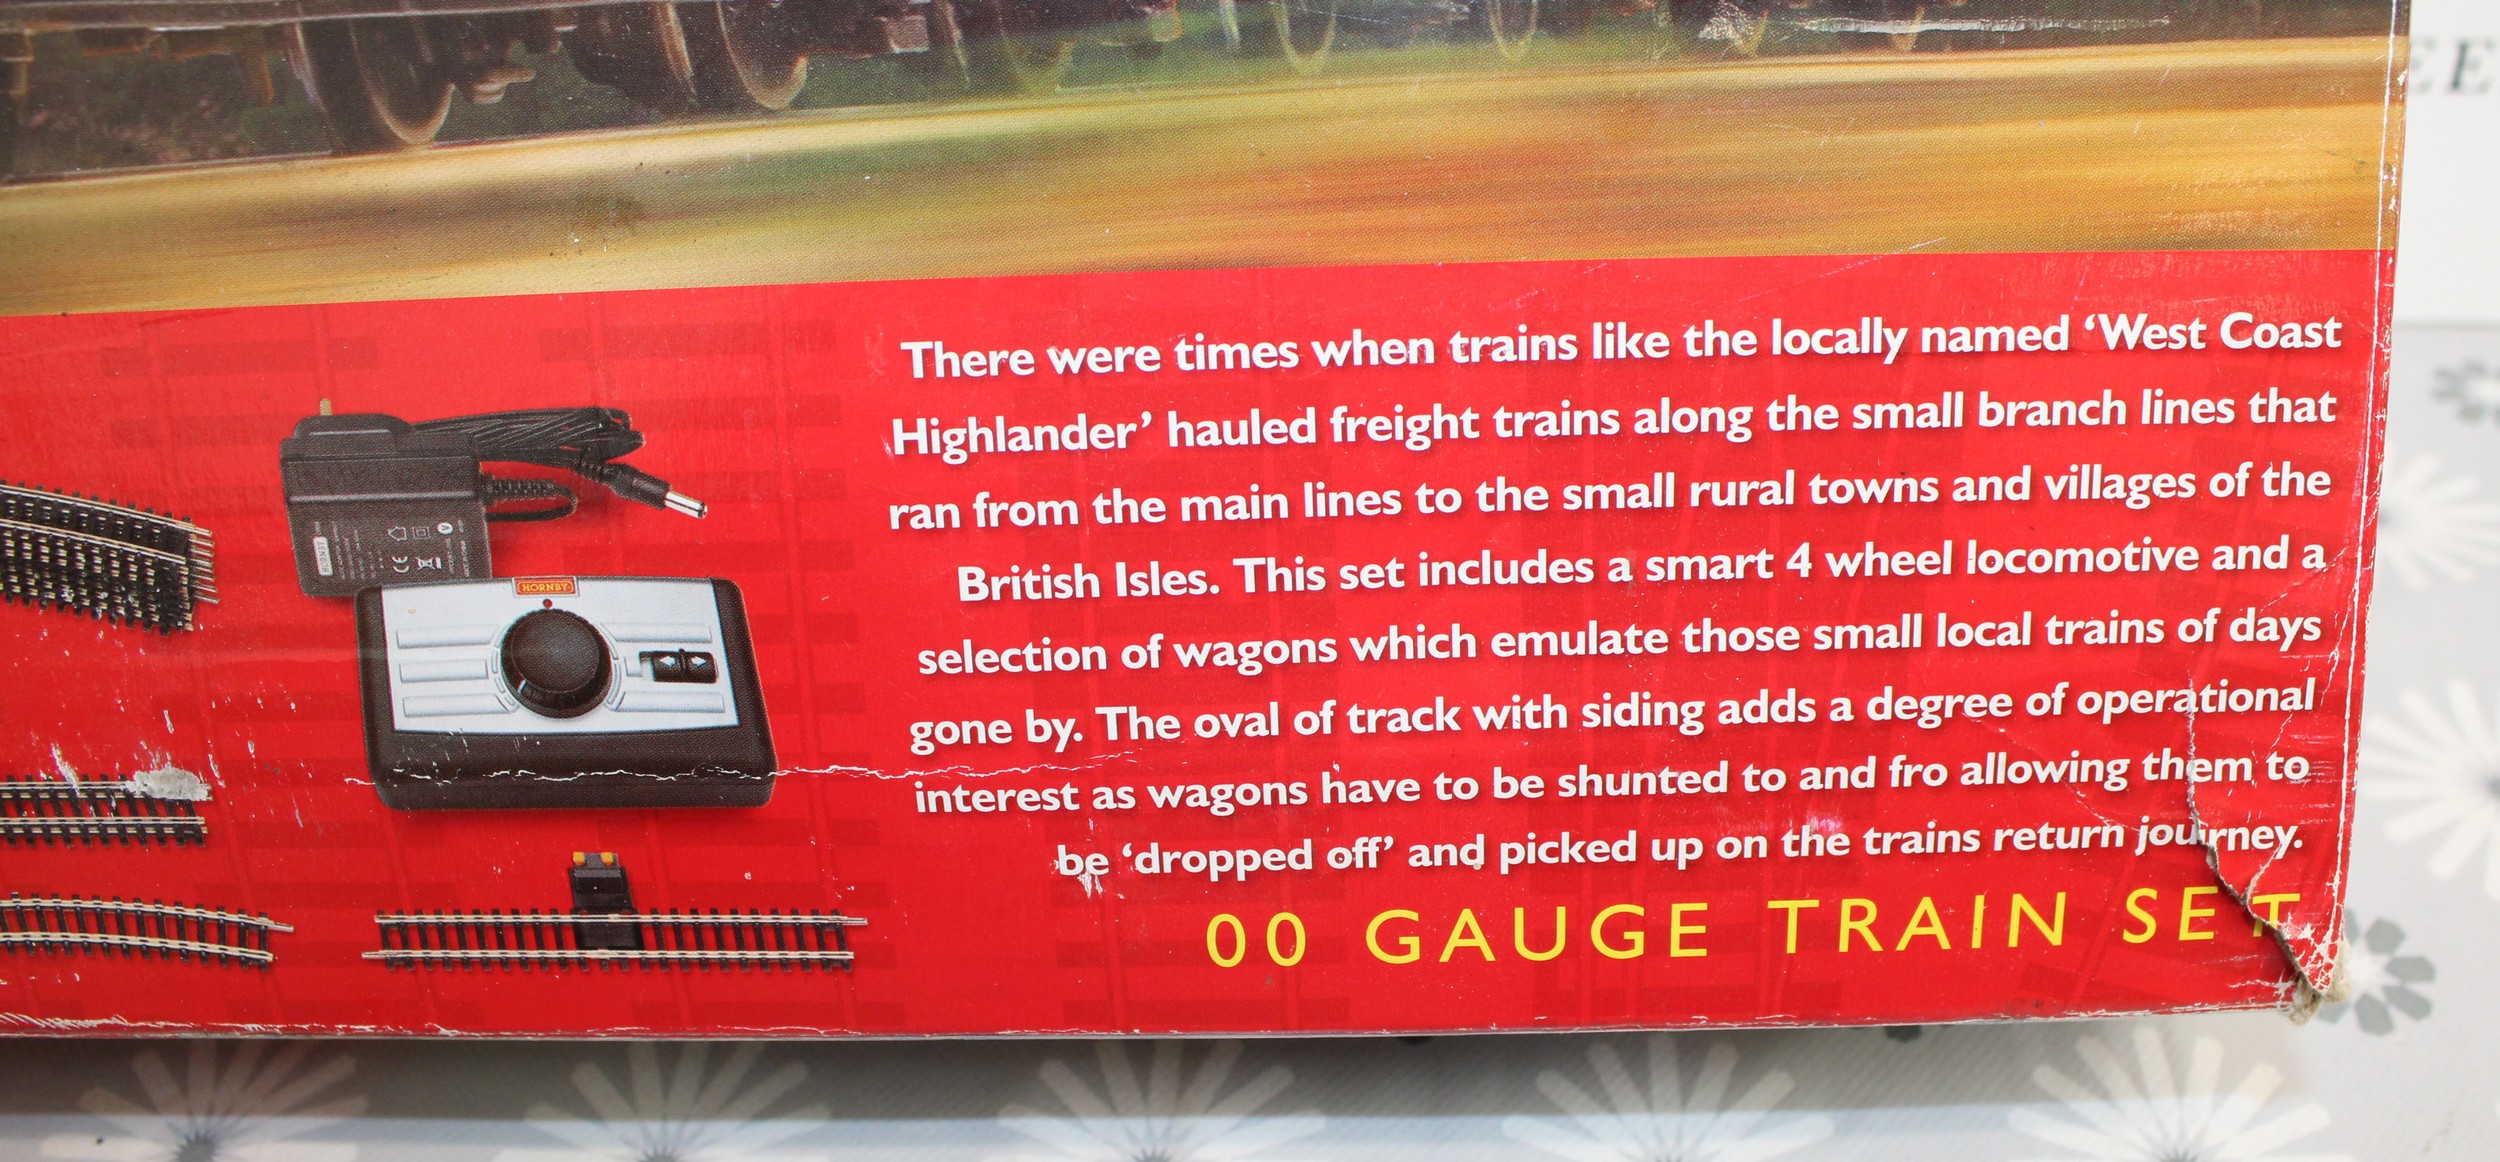 There were times when trains like the locally named ‘West Coast
Highlander’ hauled freight trains along the small branch lines that
ran from the main lines to the small rural towns and villages of the
British Isles. This set includes a smart 4 wheel locomotive and a
selection of wagons which emulate those small local trains of days
gone by. The oval of track with siding adds a degree of operational
interest as wagons have to be shunted to and fro allowing them to
be ‘dropped off’ and picked up on the trains return journey.
00 GAUGE TRAIN SET
HORNBY
HORNBY
CE